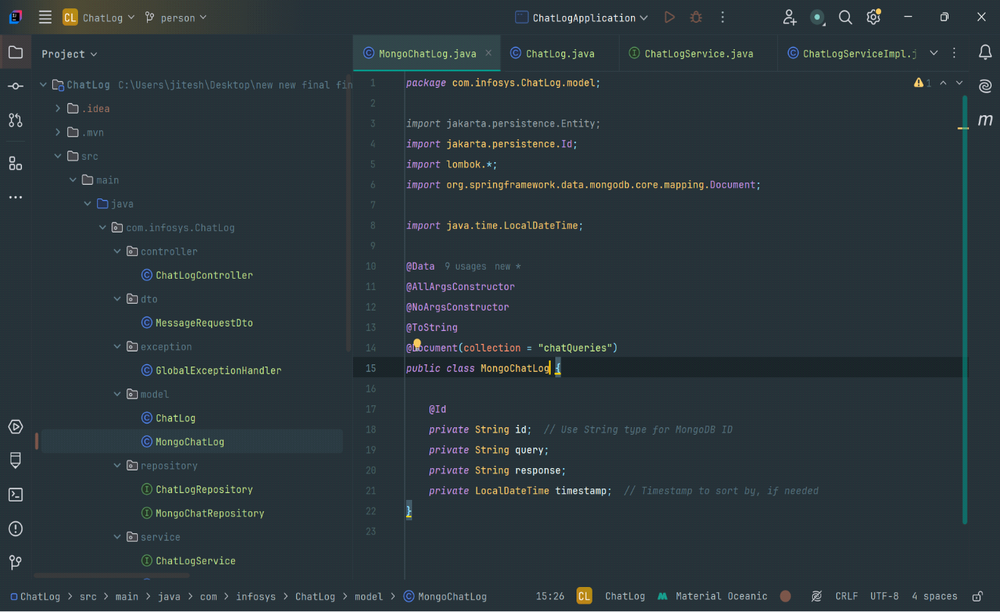 CL ChatLog person ChatLogApplication
Project
MongoChatLog.java ChatLog.java ChatLogService.java ChatLogServiceImpl.j
ChatLog C:\Users\jitesh\Desktop\new new final fin
.idea
.mvn
src
main
java
com.infosys.ChatLog
controller
ChatLogController
dto
MessageRequestDto
exception
GlobalExceptionHandler
model
ChatLog
MongoChatLog
repository
ChatLogRepository
MongoChatRepository
service
ChatLogService
1 package com.infosys.ChatLog.model; 1
2
3 import jakarta.persistence.Entity;
4 import jakarta.persistence.Id;
5 import lombok.*;
6 import org.springframework.data.mongodb.core.mapping.Document;
7
8 import java.time.LocalDateTime;
9
10 @Data 9 usages new *
11 @AllArgsConstructor
12 @NoArgsConstructor
13 @ToString
14 @Document(collection = "chatQueries")
15 public class MongoChatLog {
16
17 @Id
18 private String id; // Use String type for MongoDB ID
19 private String query;
20 private String response;
21 private LocalDateTime timestamp; // Timestamp to sort by, if needed
22 }
23
m
ChatLog > src > main > java > com > infosys > ChatLog > model > MongoChatLog 15:26 CL ChatLog Material Oceanic CRLF UTF-8 4 spaces